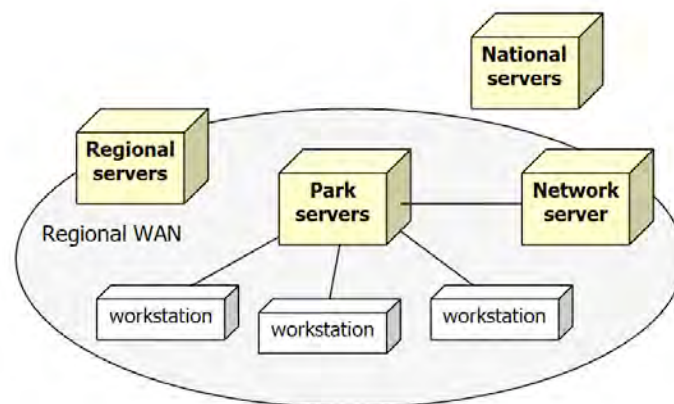 National
servers
Regional
servers
Park
servers
Network
server
Regional WAN
workstation
workstation
workstation